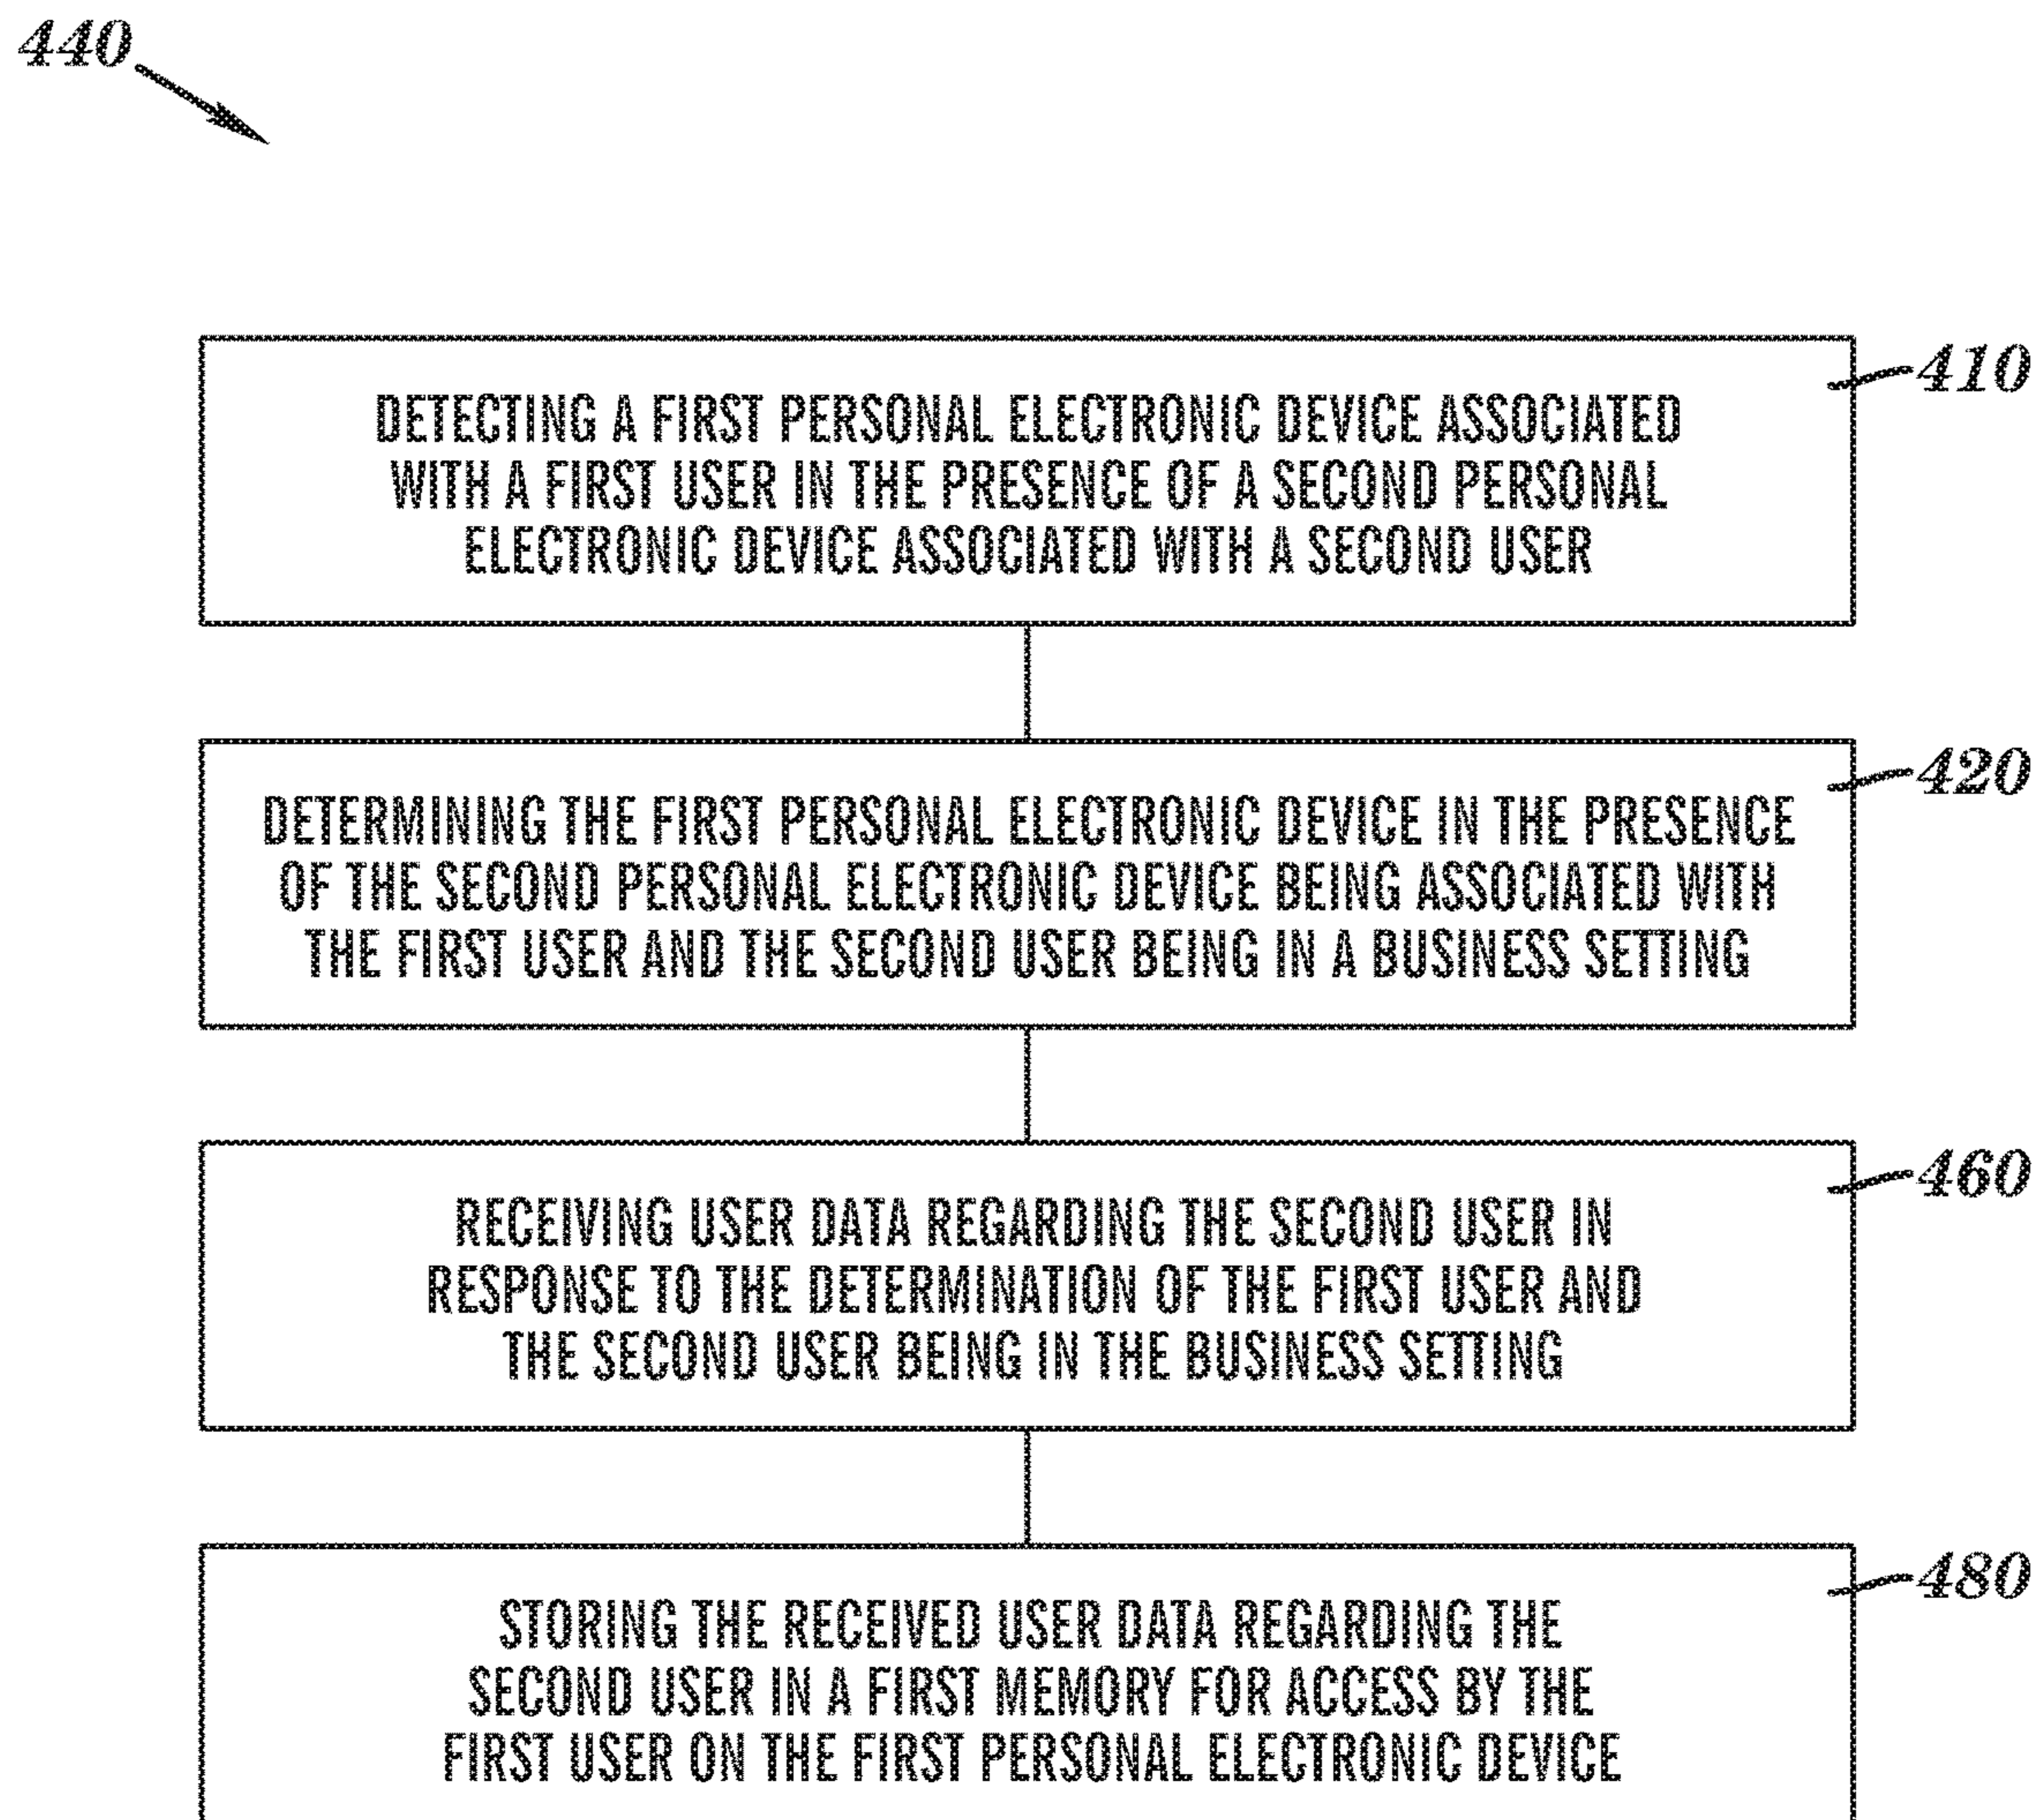 440
410
DETECTING A FIRST PERSONAL ELECTRONIC DEVICE ASSOCIATED
WITH A FIRST USER IN THE PRESENCE OF A SECOND PERSONAL
ELECTRONIC DEVICE ASSOCIATED WITH A SECOND USER
420
DETERMINING THE FIRST PERSONAL ELECTRONIC DEVICE IN THE PRESENCE
OF THE SECOND PERSONAL ELECTRONIC DEVICE BEING ASSOCIATED WITH
THE FIRST USER AND THE SECOND USER BEING IN A BUSINESS SETTING
460
RECEIVING USER DATA REGARDING THE SECOND USER IN
RESPONSE TO THE DETERMINATION OF THE FIRST USER AND
THE SECOND USER BEING IN THE BUSINESS SETTING
480
STORING THE RECEIVED USER DATA REGARDING THE
SECOND USER IN A FIRST MEMORY FOR ACCESS BY THE
FIRST USER ON THE FIRST PERSONAL ELECTRONIC DEVICE